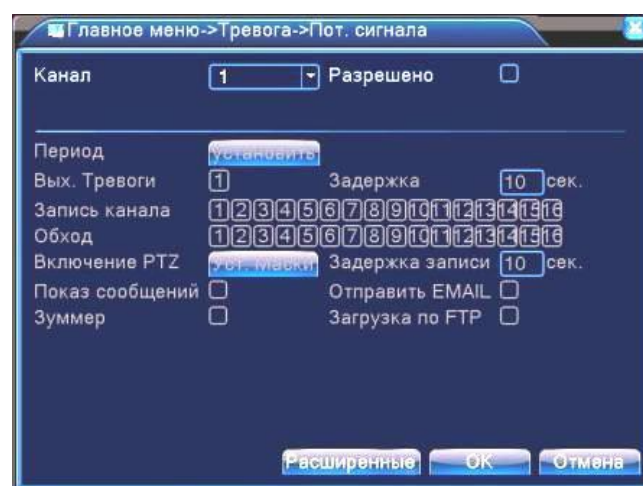 Главное меню->Тревога->Пот. сигнала
Канал 1 Разрешено
Период Установить
Вых. Тревоги 1 Задержка 10 сек.
Запись канала 1 2 3 4 5 6 7 8 9 10 11 12 13 14 15 16
Обход 1 2 3 4 5 6 7 8 9 10 11 12 13 14 15 16
Включение PTZ Уст. Маски Задержка записи 10 сек.
Показ сообщений Отправить EMAIL
Зуммер Загрузка по FTP
Расширенные OK Отмена